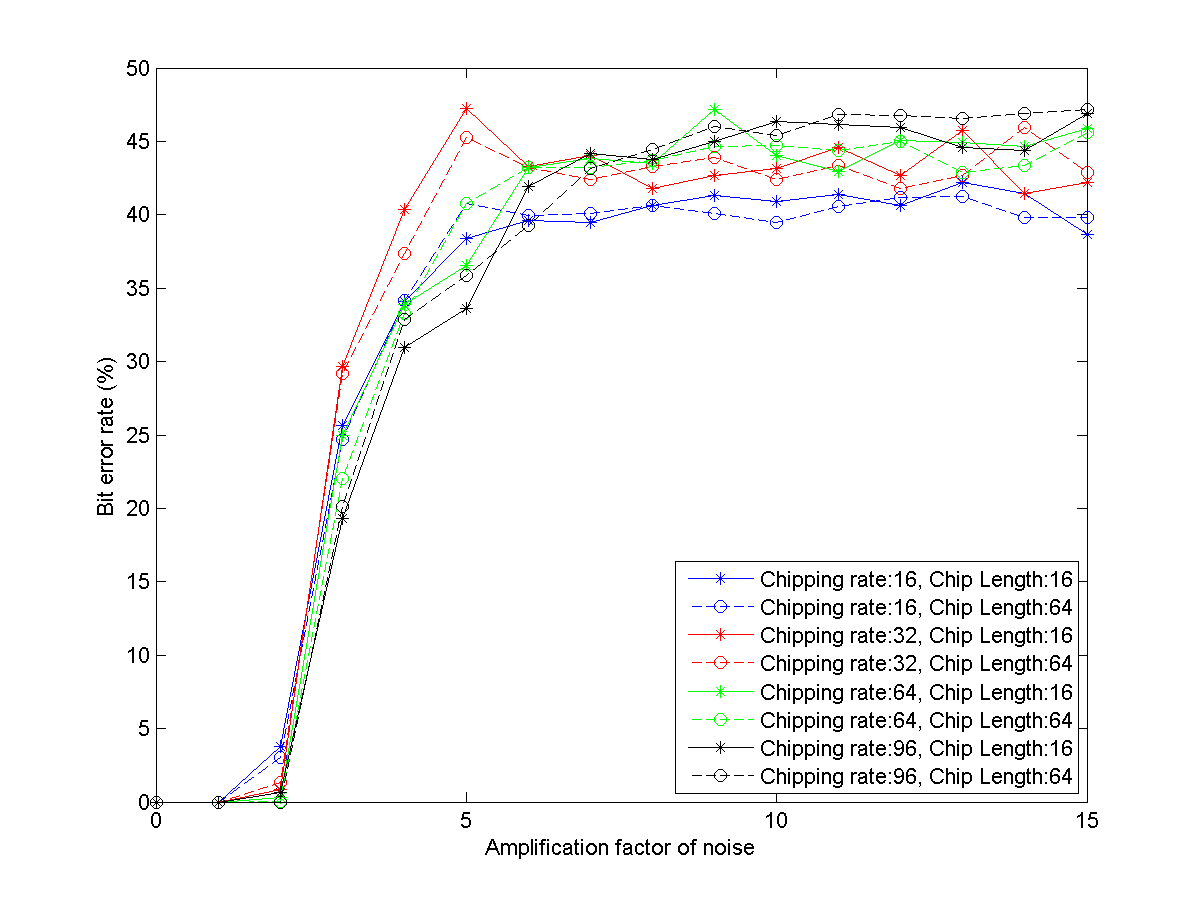 50
45
40
35
30
25
20
15
10
5
0
Bit error rate (%)
Chipping rate:16, Chip Length:16
Chipping rate:16, Chip Length:64
Chipping rate:32, Chip Length:16
Chipping rate:32, Chip Length:64
Chipping rate:64, Chip Length:16
Chipping rate:64, Chip Length:64
Chipping rate:96, Chip Length:16
Chipping rate:96, Chip Length:64
0 5 10 15
Amplification factor of noise